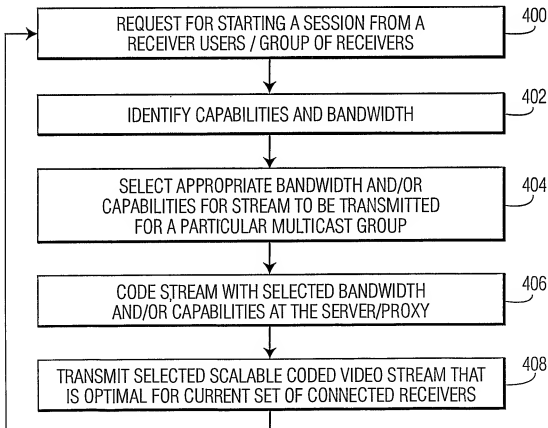 REQUEST FOR STARTING A SESSION FROM A
RECEIVER USERS / GROUP OF RECEIVERS
400
IDENTIFY CAPABILITIES AND BANDWIDTH
402
SELECT APPROPRIATE BANDWIDTH AND/OR
CAPABILITIES FOR STREAM TO BE TRANSMITTED
FOR A PARTICULAR MULTICAST GROUP
404
CODE STREAM WITH SELECTED BANDWIDTH
AND/OR CAPABILITIES AT THE SERVER/PROXY
406
TRANSMIT SELECTED SCALABLE CODED VIDEO STREAM THAT
IS OPTIMAL FOR CURRENT SET OF CONNECTED RECEIVERS
408